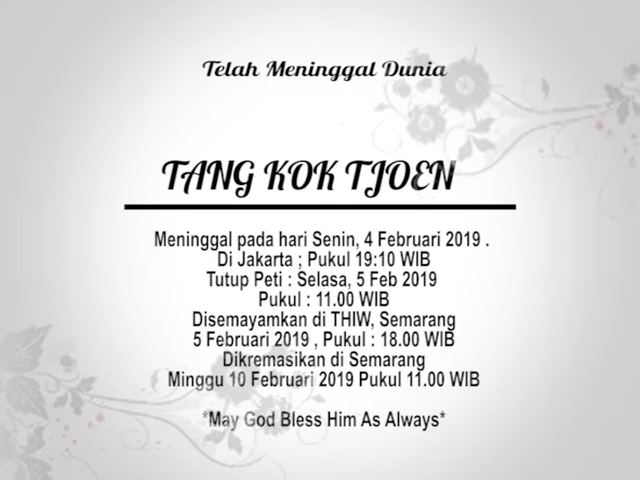 Telah Meninggal Dunia
TANG KOK TJOEN
Meninggal pada hari Senin, 4 Februari 2019 .
Di Jakarta ; Pukul 19:10 WIB
Tutup Peti : Selasa, 5 Feb 2019
Pukul : 11.00 WIB
Disemayamkan di THIW, Semarang
5 Februari 2019 , Pukul : 18.00 WIB
Dikremasikan di Semarang
Minggu 10 Februari 2019 Pukul 11.00 WIB
*May God Bless Him As Always*